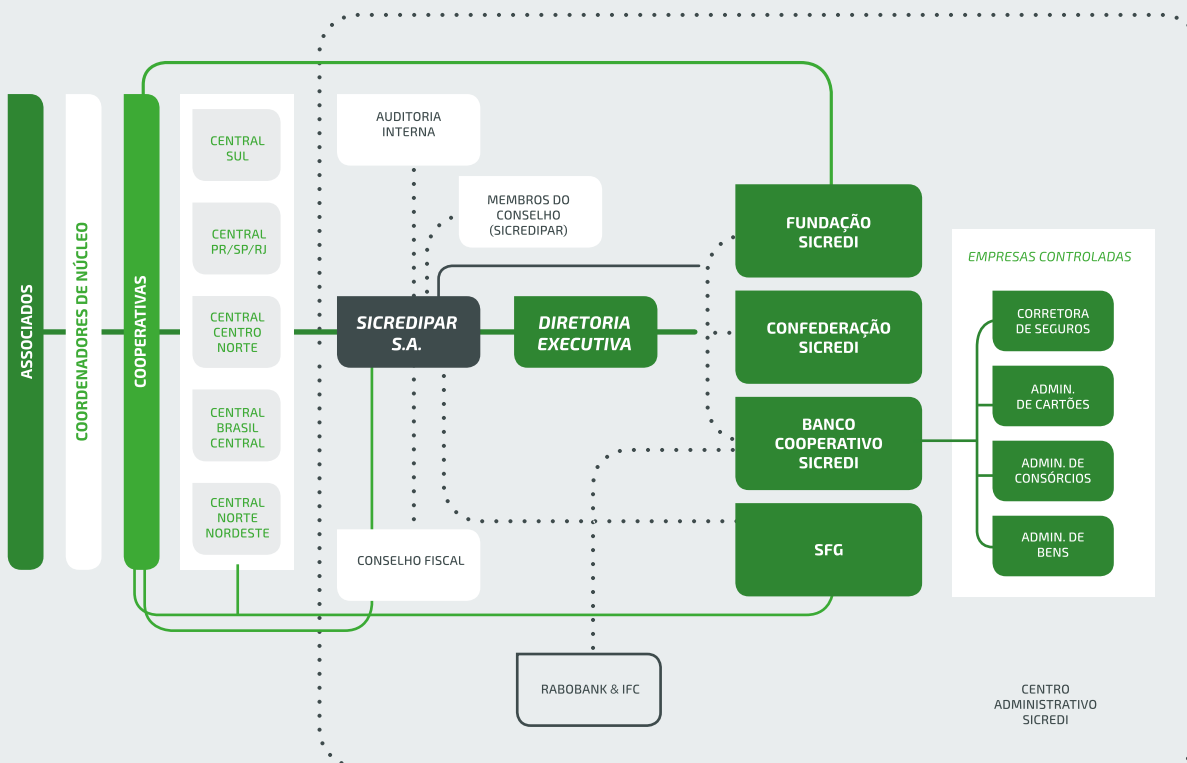 ASSOCIADOS
COORDENADORES DE NÚCLEO
COOPERATIVAS
CENTRAL
SUL
CENTRAL
PR/SP/RJ
CENTRAL
CENTRO
NORTE
CENTRAL
BRASIL
CENTRAL
CENTRAL
NORTE
NORDESTE
AUDITORIA
INTERNA
MEMBROS DO
CONSELHO
(SICREDIPAR)
SICREDIPAR
S.A.
DIRETORIA
EXECUTIVA
CONSELHO FISCAL
RABOBANK & IFC
FUNDAÇÃO
SICREDI
CONFEDERAÇÃO
SICREDI
BANCO
COOPERATIVO
SICREDI
SFG
EMPRESAS CONTROLADAS
CORRETORA
DE SEGUROS
ADMIN.
DE CARTÕES
ADMIN. DE
CONSÓRCIOS
ADMIN. DE
BENS
CENTRO
ADMINISTRATIVO
SICREDI